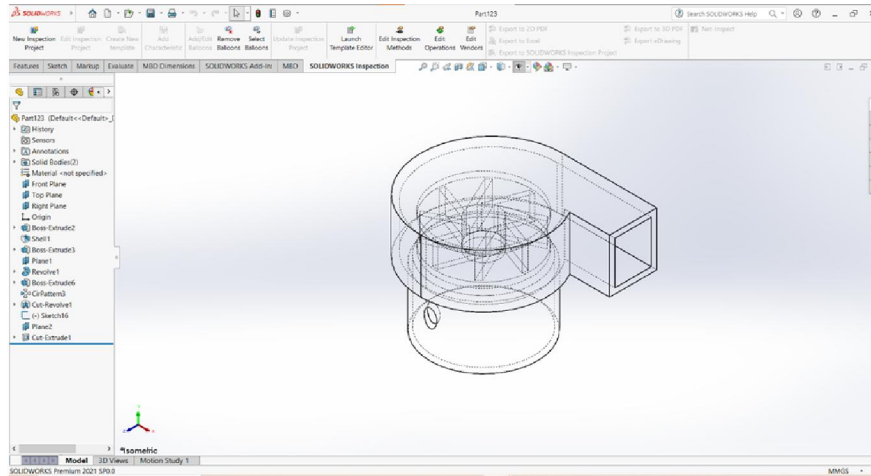 SOLIDWORKS
Part123
Search SOLIDWORKS Help
New Inspection Project
Edit Inspection Project
Create New template
Add Characteristic
Add/Edit Balloons
Remove Balloons
Select Balloons
Update Inspection Project
Launch Template Editor
Edit Inspection Methods
Edit Operations
Edit Vendors
Export to 2D PDF
Export to Excel
Export to SOLIDWORKS Inspection Project
Export to 3D PDF
Export eDrawing
Net-Inspect
Features Sketch Markup Evaluate MBD Dimensions SOLIDWORKS Add-Ins MBD SOLIDWORKS Inspection
Part123 (Default<<Default>_
History
Sensors
Annotations
Solid Bodies(2)
Material <not specified>
Front Plane
Top Plane
Right Plane
Origin
Boss-Extrude2
Shell1
Boss-Extrude3
Plane1
Revolve1
Boss-Extrude6
CirPattern3
Cut-Revolve1
(-) Sketch16
Plane2
Cut-Extrude1
*Isometric
Model 3D Views Motion Study 1
SOLIDWORKS Premium 2021 SP0.0
MMGS